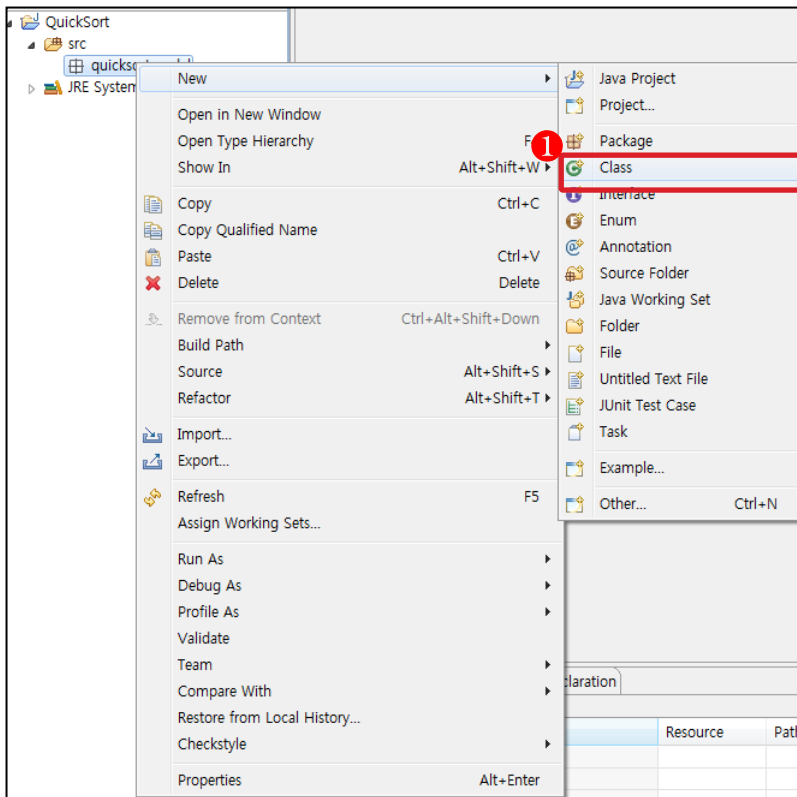 QuickSort
src
JRE System
New
Open in New Window
Open Type Hierarchy F
Show In Alt+Shift+W
Copy Ctrl+C
Copy Qualified Name
Paste Ctrl+V
Delete Delete
Remove from Context Ctrl+Alt+Shift+Down
Build Path
Source Alt+Shift+S
Refactor Alt+Shift+T
Import...
Export...
Refresh F5
Assign Working Sets...
Run As
Debug As
Profile As
Validate
Team
Compare With
Restore from Local History...
Checkstyle
Properties Alt+Enter
Java Project
Project...
Package
1
Class
Interface
Enum
Annotation
Source Folder
Java Working Set
Folder
File
Untitled Text File
JUnit Test Case
Task
Example...
Other... Ctrl+N
claration
Resource Path